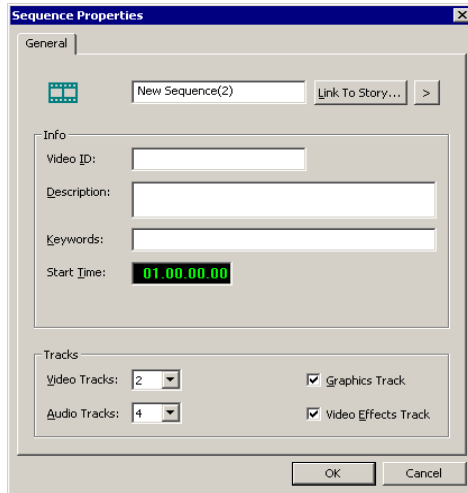 Sequence Properties
General
New Sequence(2)
Link To Story...
>
Info
Video ID:
Description:
Keywords:
Start Time:
01.00.00.00
Tracks
Video Tracks:
2
Graphics Track
Audio Tracks:
4
Video Effects Track
OK
Cancel